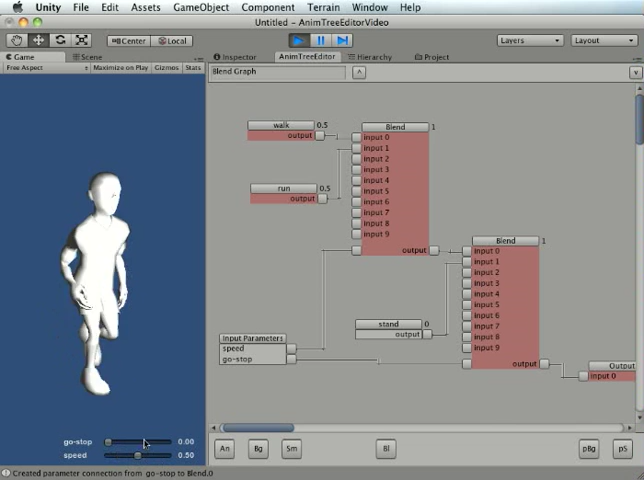 Unity File Edit Assets GameObject Component Terrain Window Help
Untitled - AnimTreeEditorVideo
Center Local Layers Layout
Game Scene Inspector AnimTreeEditor Hierarchy Project
Free Aspect Maximize on Play Gizmos Stats
Blend Graph ^ v
walk 0.5
output
Blend 1
input 0
input 1
input 2
input 3
input 4
input 5
input 6
input 7
input 8
input 9
output
run 0.5
output
Blend 1
input 0
input 1
input 2
input 3
input 4
input 5
input 6
input 7
input 8
input 9
output
stand 0
output
Input Parameters
speed
go-stop
Output
input 0
go-stop 0.00
speed 0.50
An Bg Sm Bl pBg pS
Created parameter connection from go-stop to Blend.0